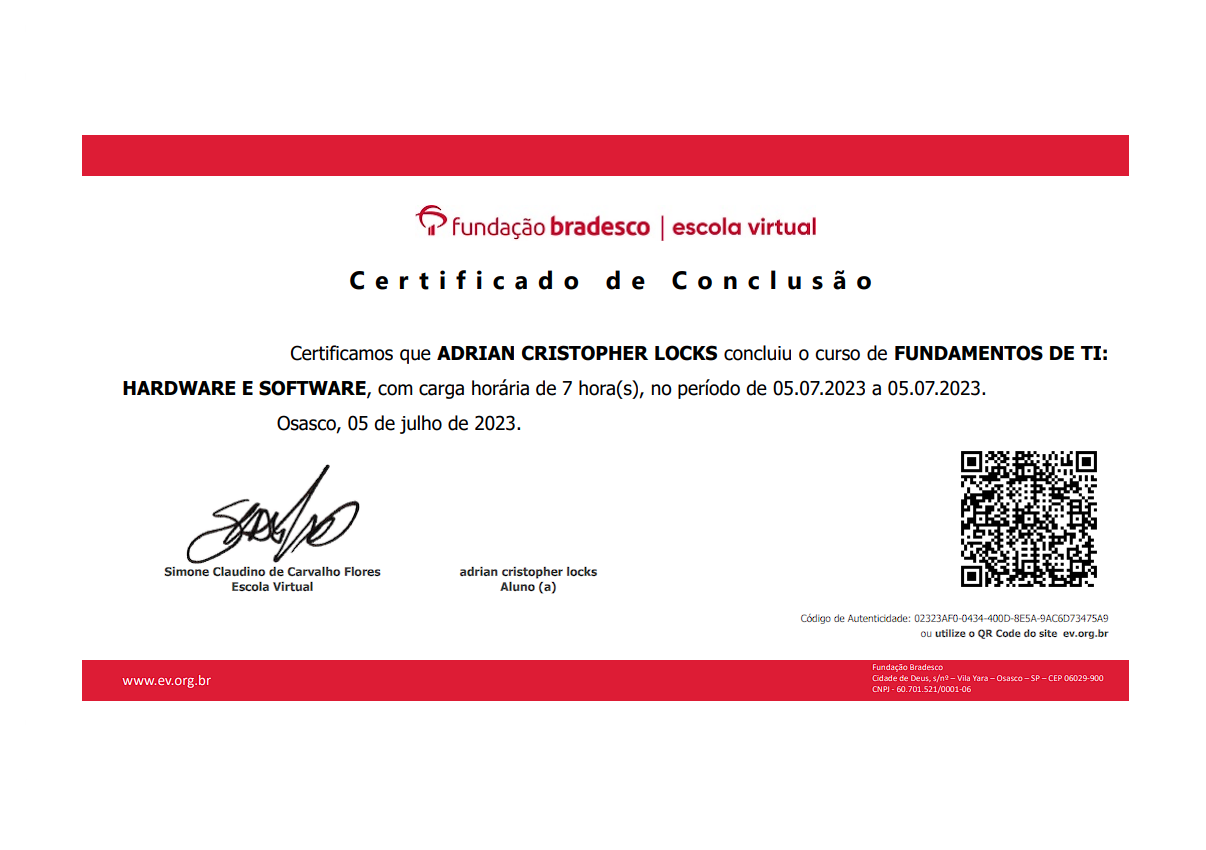 fundação bradesco | escola virtual
Certificado de Conclusão
Certificamos que ADRIAN CRISTOPHER LOCKS concluiu o curso de FUNDAMENTOS DE TI:
HARDWARE E SOFTWARE, com carga horária de 7 hora(s), no período de 05.07.2023 a 05.07.2023.
Osasco, 05 de julho de 2023.
Simone Claudino de Carvalho Flores
Escola Virtual
adrian cristopher locks
Aluno (a)
Código de Autenticidade: 02323AF0-0434-400D-8E5A-9AC6D73475A9
ou utilize o QR Code do site ev.org.br
www.ev.org.br
Fundação Bradesco
Cidade de Deus, s/nº – Vila Yara – Osasco – SP – CEP 06029-900
CNPJ - 60.701.521/0001-06